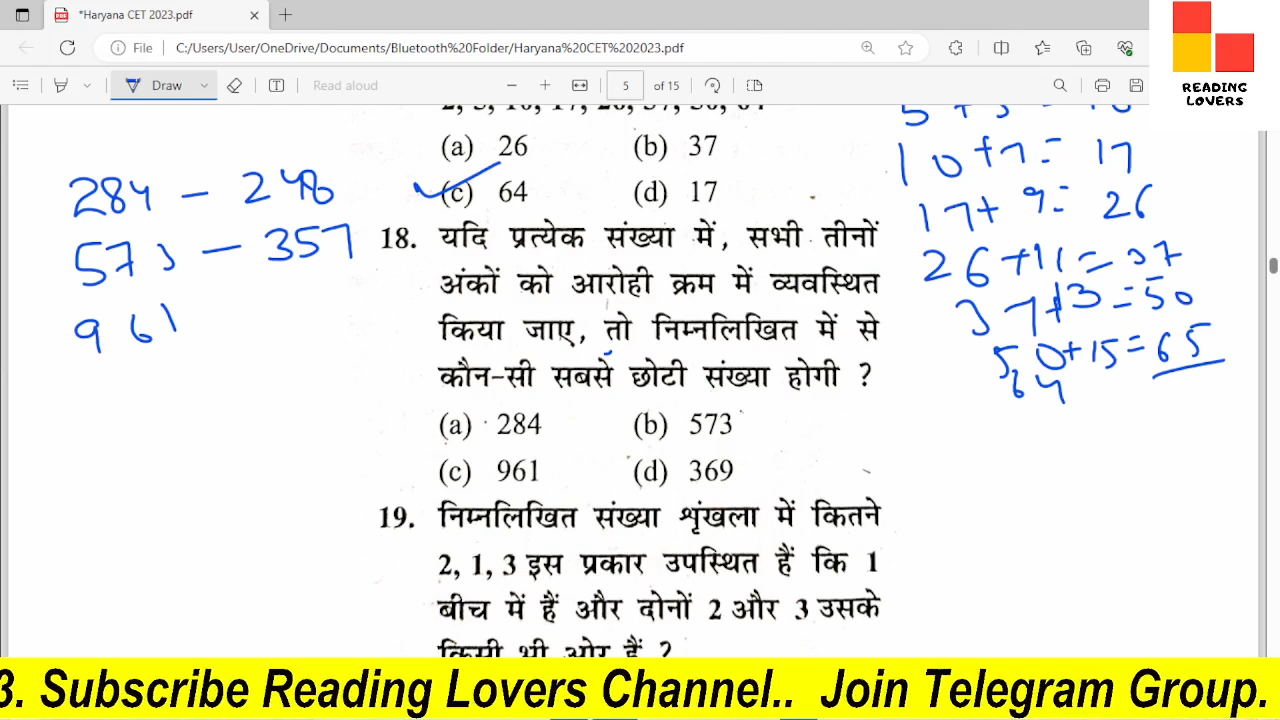 *Haryana CET 2023.pdf
File C:/Users/User/OneDrive/Documents/Bluetooth%20Folder/Haryana%20CET%202023.pdf
Draw Read aloud 5 of 15
READING
LOVERS
(a) 26 (b) 37
(c) 64 (d) 17
18. यदि प्रत्येक संख्या में, सभी तीनों
अंकों को आरोही क्रम में व्यवस्थित
किया जाए, तो निम्नलिखित में से
कौन-सी सबसे छोटी संख्या होगी ?
(a) 284 (b) 573
(c) 961 (d) 369
19. निम्नलिखित संख्या शृंखला में कितने
2, 1, 3 इस प्रकार उपस्थित हैं कि 1
बीच में हैं और दोनों 2 और 3 उसके
किसी भी ओर हैं ?
284 - 248
573 - 357
961
10 + 7 = 17
17 + 9 = 26
26 + 11 = 37
37 + 13 = 50
50 + 15 = 65
64
3. Subscribe Reading Lovers Channel.. Join Telegram Group.